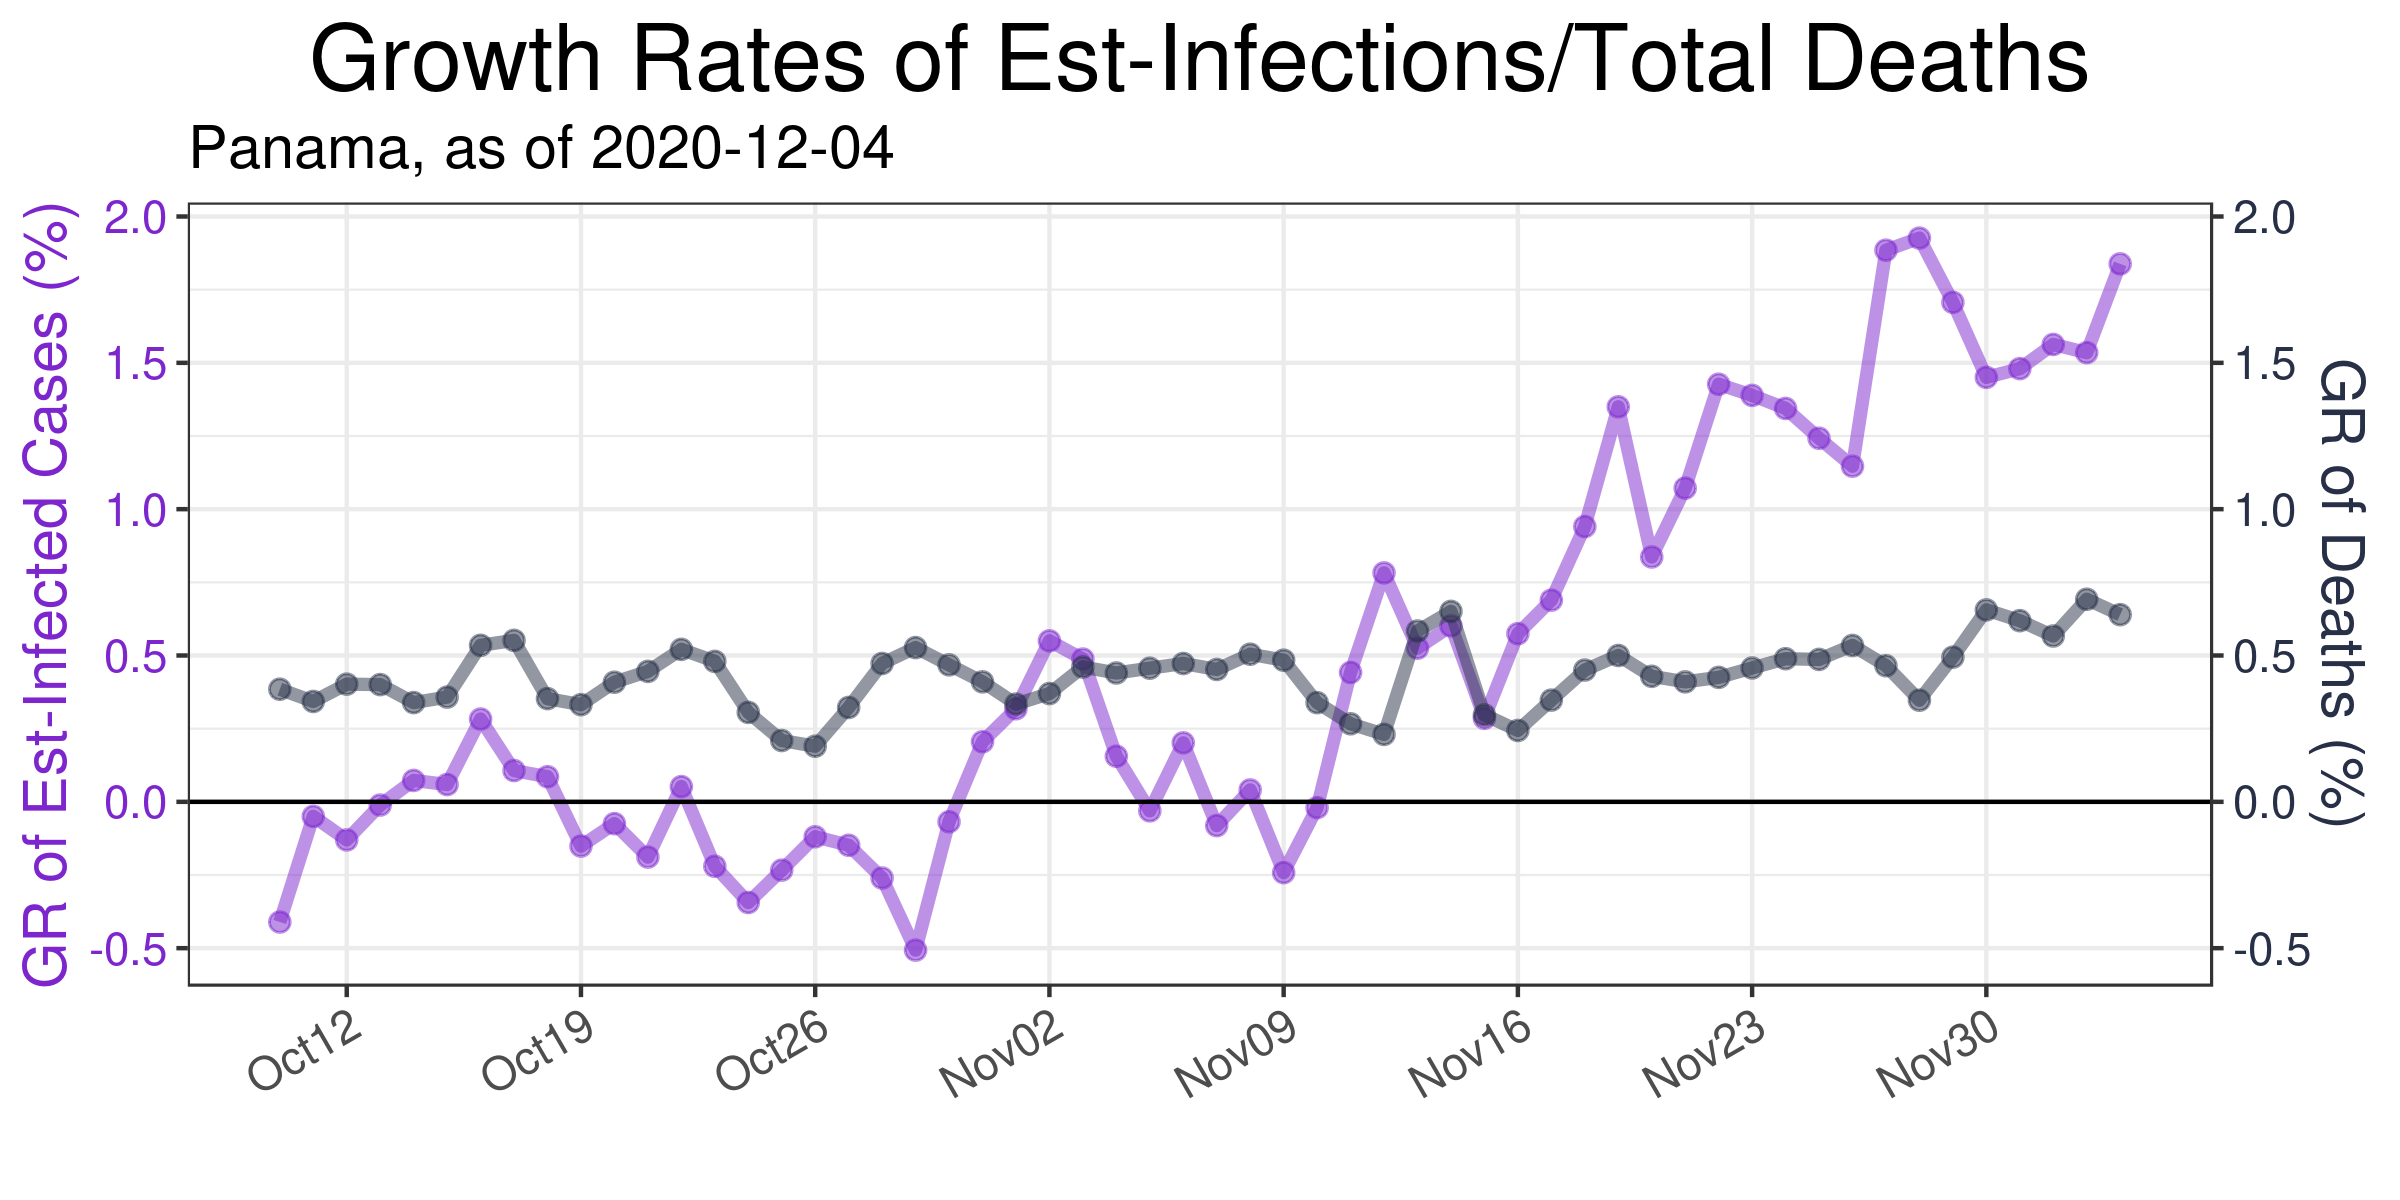 Growth Rates of Est-Infections/Total Deaths
Panama, as of 2020-12-04
GR of Est-Infected Cases (%)
2.0
1.5
1.0
0.5
0.0
-0.5
2.0
1.5
1.0
0.5
0.0
-0.5
GR of Deaths (%)
Oct12
Oct19
Oct26
Nov02
Nov09
Nov16
Nov23
Nov30